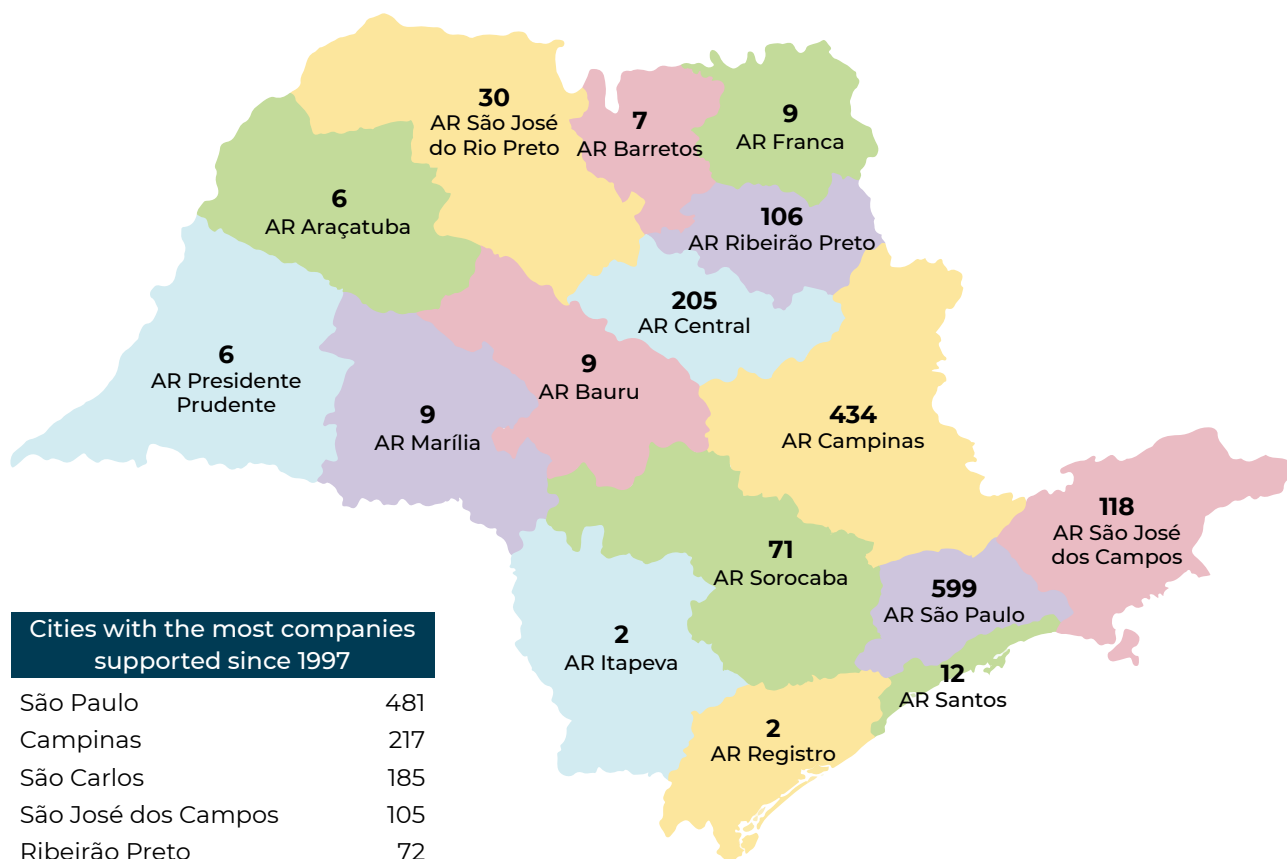 30
AR São José
do Rio Preto
7
AR Barretos
9
AR Franca
6
AR Araçatuba
106
AR Ribeirão Preto
205
AR Central
6
AR Presidente
Prudente
9
AR Bauru
9
AR Marília
434
AR Campinas
118
AR São José
dos Campos
71
AR Sorocaba
599
AR São Paulo
2
AR Itapeva
12
AR Santos
2
AR Registro
Cities with the most companies
supported since 1997
São Paulo 481
Campinas 217
São Carlos 185
São José dos Campos 105
Ribeirão Preto 72